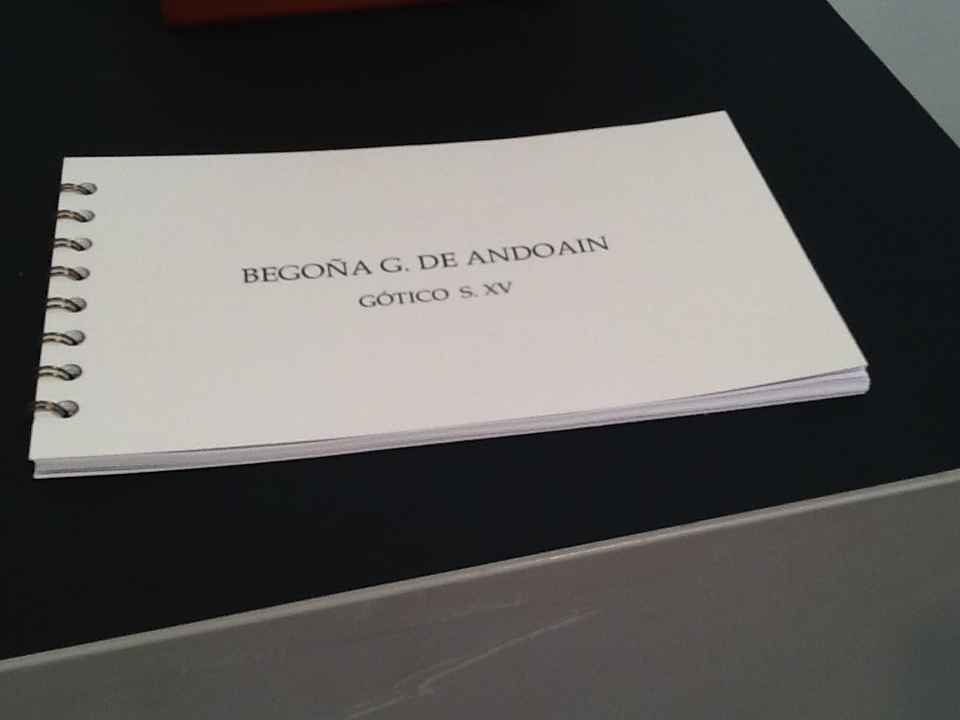 BEGOÑA G. DE ANDOAIN
GÓTICO S. XV